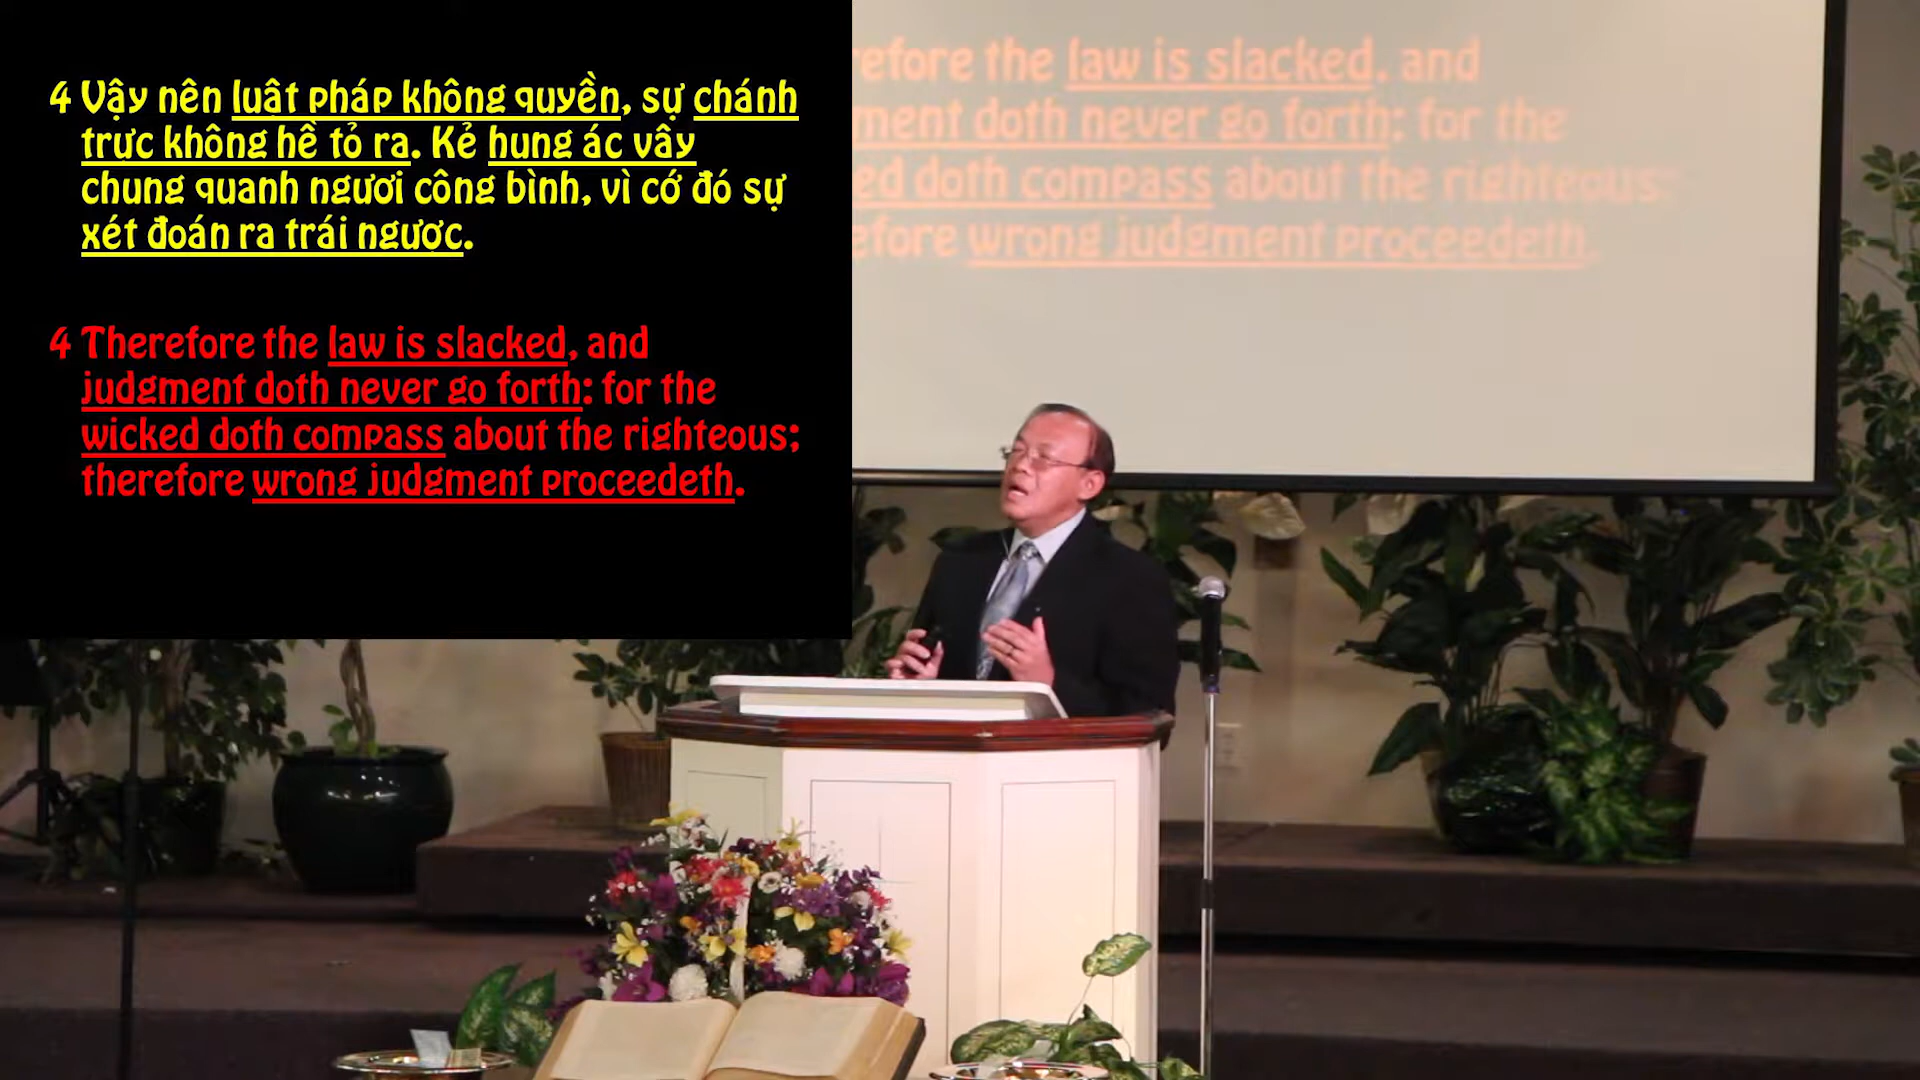 4 Vậy nên luật pháp không quyền, sự chánh
trực không hề tỏ ra. Kẻ hung ác vây
chung quanh người công bình, vì cớ đó sự
xét đoán ra trái ngược.
4 Therefore the law is slacked, and
judgment doth never go forth: for the
wicked doth compass about the righteous;
therefore wrong judgment proceedeth.
refore the law is slacked, and
ment doth never go forth: for the
ed doth compass about the righteous;
efore wrong judgment proceedeth.